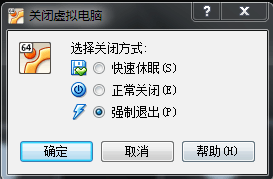 关闭虚拟电脑
64
选择关闭方式:
快速休眠(S)
正常关闭(E)
强制退出(P)
确定 取消 帮助(H)